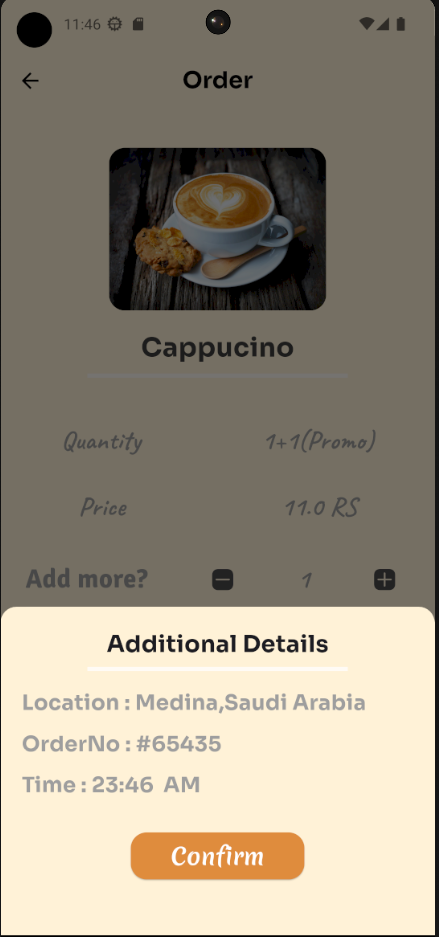 11:46
Order
Cappucino
Quantity 1+1(Promo)
Price 11.0 RS
Add more? 1
Additional Details
Location : Medina,Saudi Arabia
OrderNo : #65435
Time : 23:46 AM
Confirm